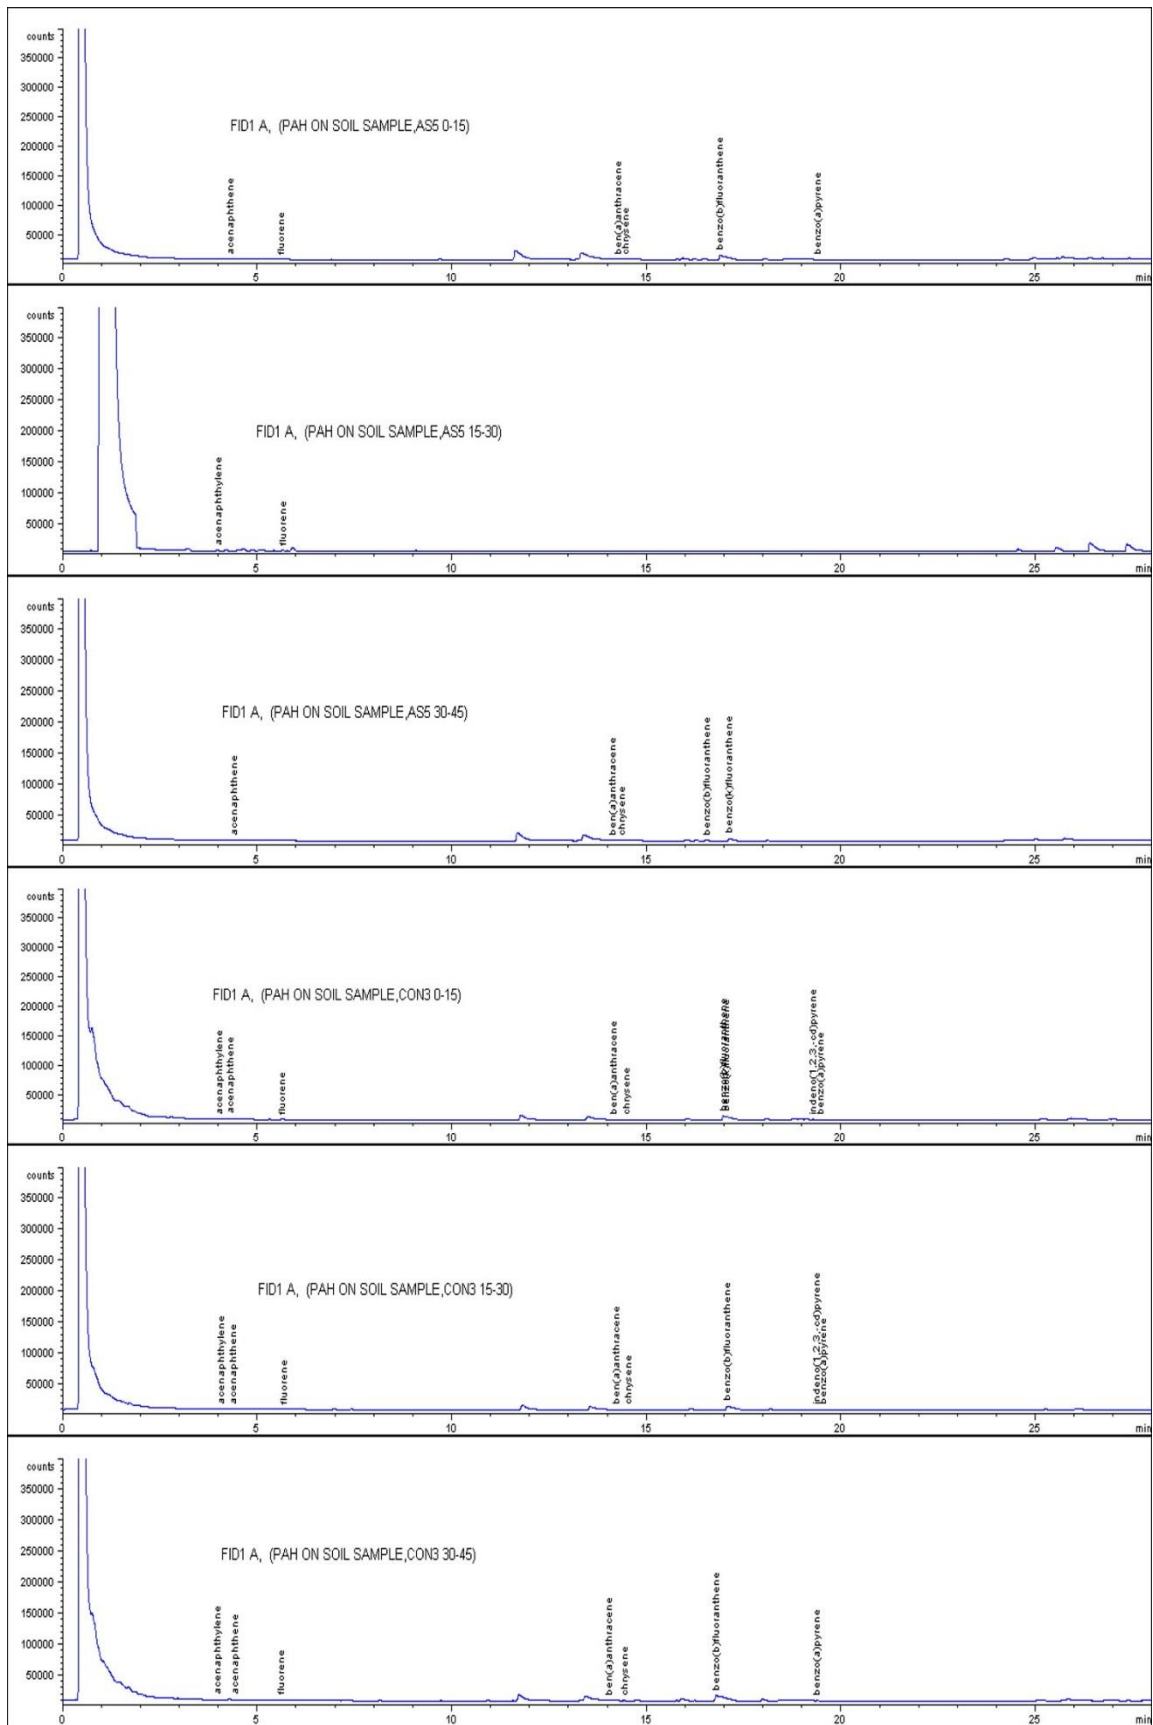 counts
350000
300000
250000
200000
150000
100000
50000
FID1 A, (PAH ON SOIL SAMPLE,AS5 0-15)
acenaphthene
fluorene
ben(a)anthracene
chrysene
benzo(b)fluoranthene
benzo(a)pyrene
0 5 10 15 20 25 min
counts
350000
300000
250000
200000
150000
100000
50000
FID1 A, (PAH ON SOIL SAMPLE,AS5 15-30)
acenaphthylene
fluorene
0 5 10 15 20 25 min
counts
350000
300000
250000
200000
150000
100000
50000
FID1 A, (PAH ON SOIL SAMPLE,AS5 30-45)
acenaphthene
ben(a)anthracene
chrysene
benzo(b)fluoranthene
benzo(k)fluoranthene
0 5 10 15 20 25 min
counts
350000
300000
250000
200000
150000
100000
50000
FID1 A, (PAH ON SOIL SAMPLE,CON3 0-15)
acenaphthylene
acenaphthene
fluorene
ben(a)anthracene
chrysene
benzo(b)fluoranthene
benzo(k)fluoranthene
indeno(1,2,3,-cd)pyrene
benzo(a)pyrene
0 5 10 15 20 25 min
counts
350000
300000
250000
200000
150000
100000
50000
FID1 A, (PAH ON SOIL SAMPLE,CON3 15-30)
acenaphthylene
acenaphthene
fluorene
ben(a)anthracene
chrysene
benzo(b)fluoranthene
indeno(1,2,3,-cd)pyrene
benzo(a)pyrene
0 5 10 15 20 25 min
counts
350000
300000
250000
200000
150000
100000
50000
FID1 A, (PAH ON SOIL SAMPLE,CON3 30-45)
acenaphthylene
acenaphthene
fluorene
ben(a)anthracene
chrysene
benzo(b)fluoranthene
benzo(a)pyrene
0 5 10 15 20 25 min